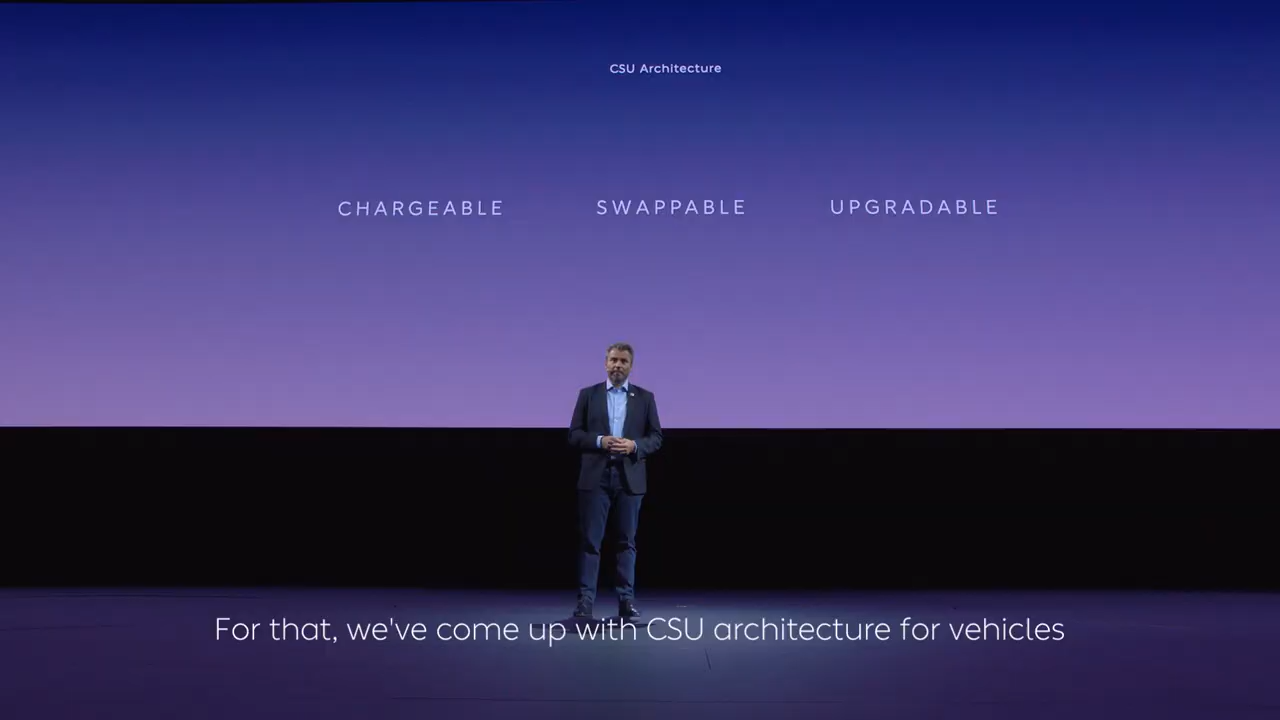 CSU Architecture
CHARGEABLE SWAPPABLE UPGRADABLE
For that, we've come up with CSU architecture for vehicles